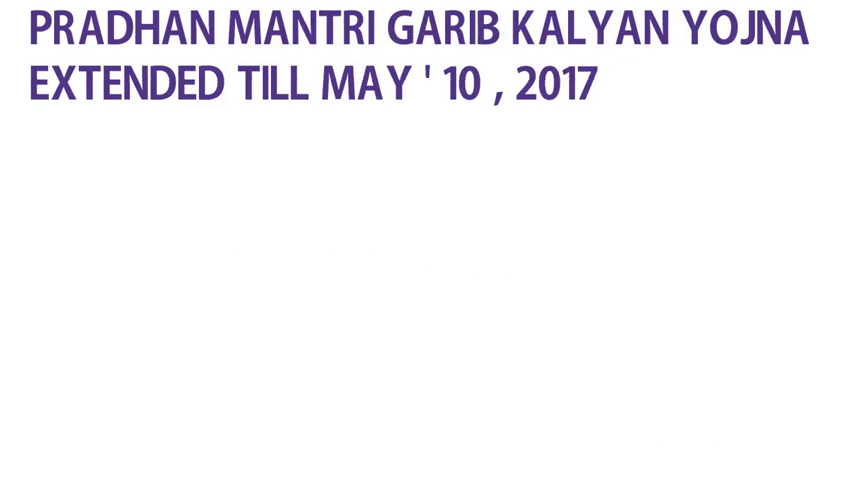 PRADHAN MANTRI GARIB KALYAN YOJNA
EXTENDED TILL MAY ' 10 , 2017